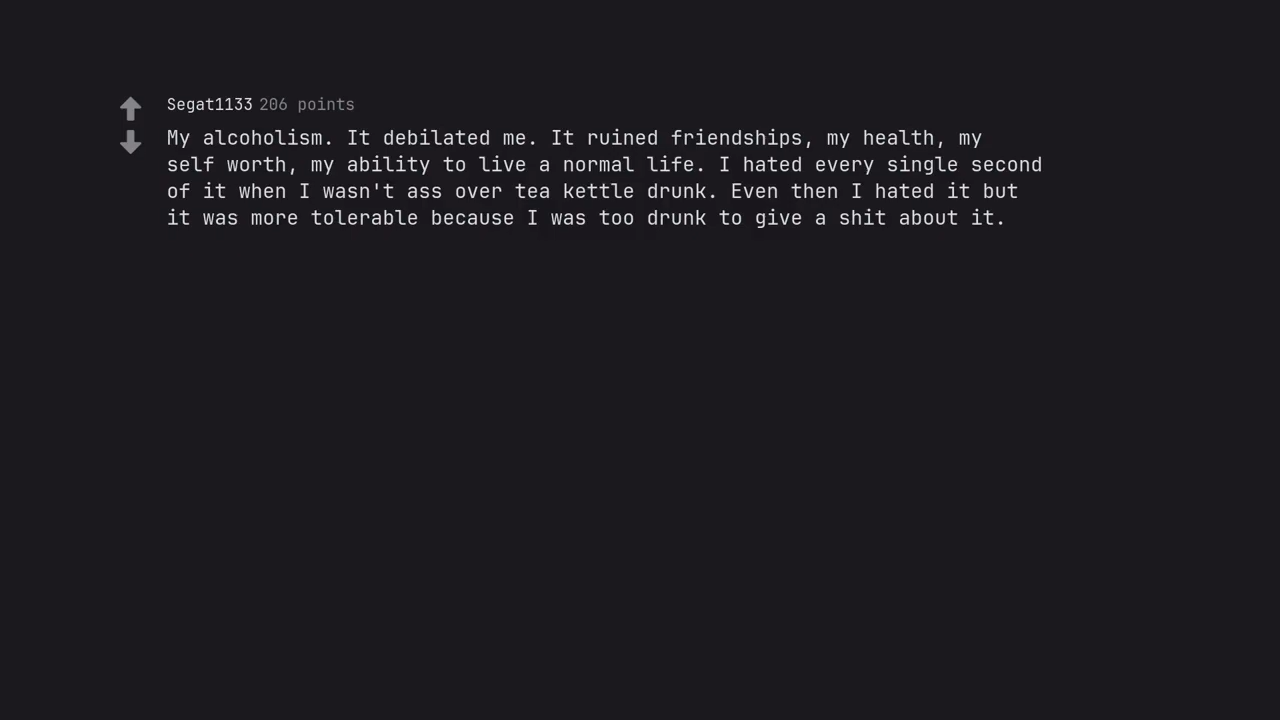 Segat1133 206 points
My alcoholism. It debilated me. It ruined friendships, my health, my
self worth, my ability to live a normal life. I hated every single second
of it when I wasn't ass over tea kettle drunk. Even then I hated it but
it was more tolerable because I was too drunk to give a shit about it.